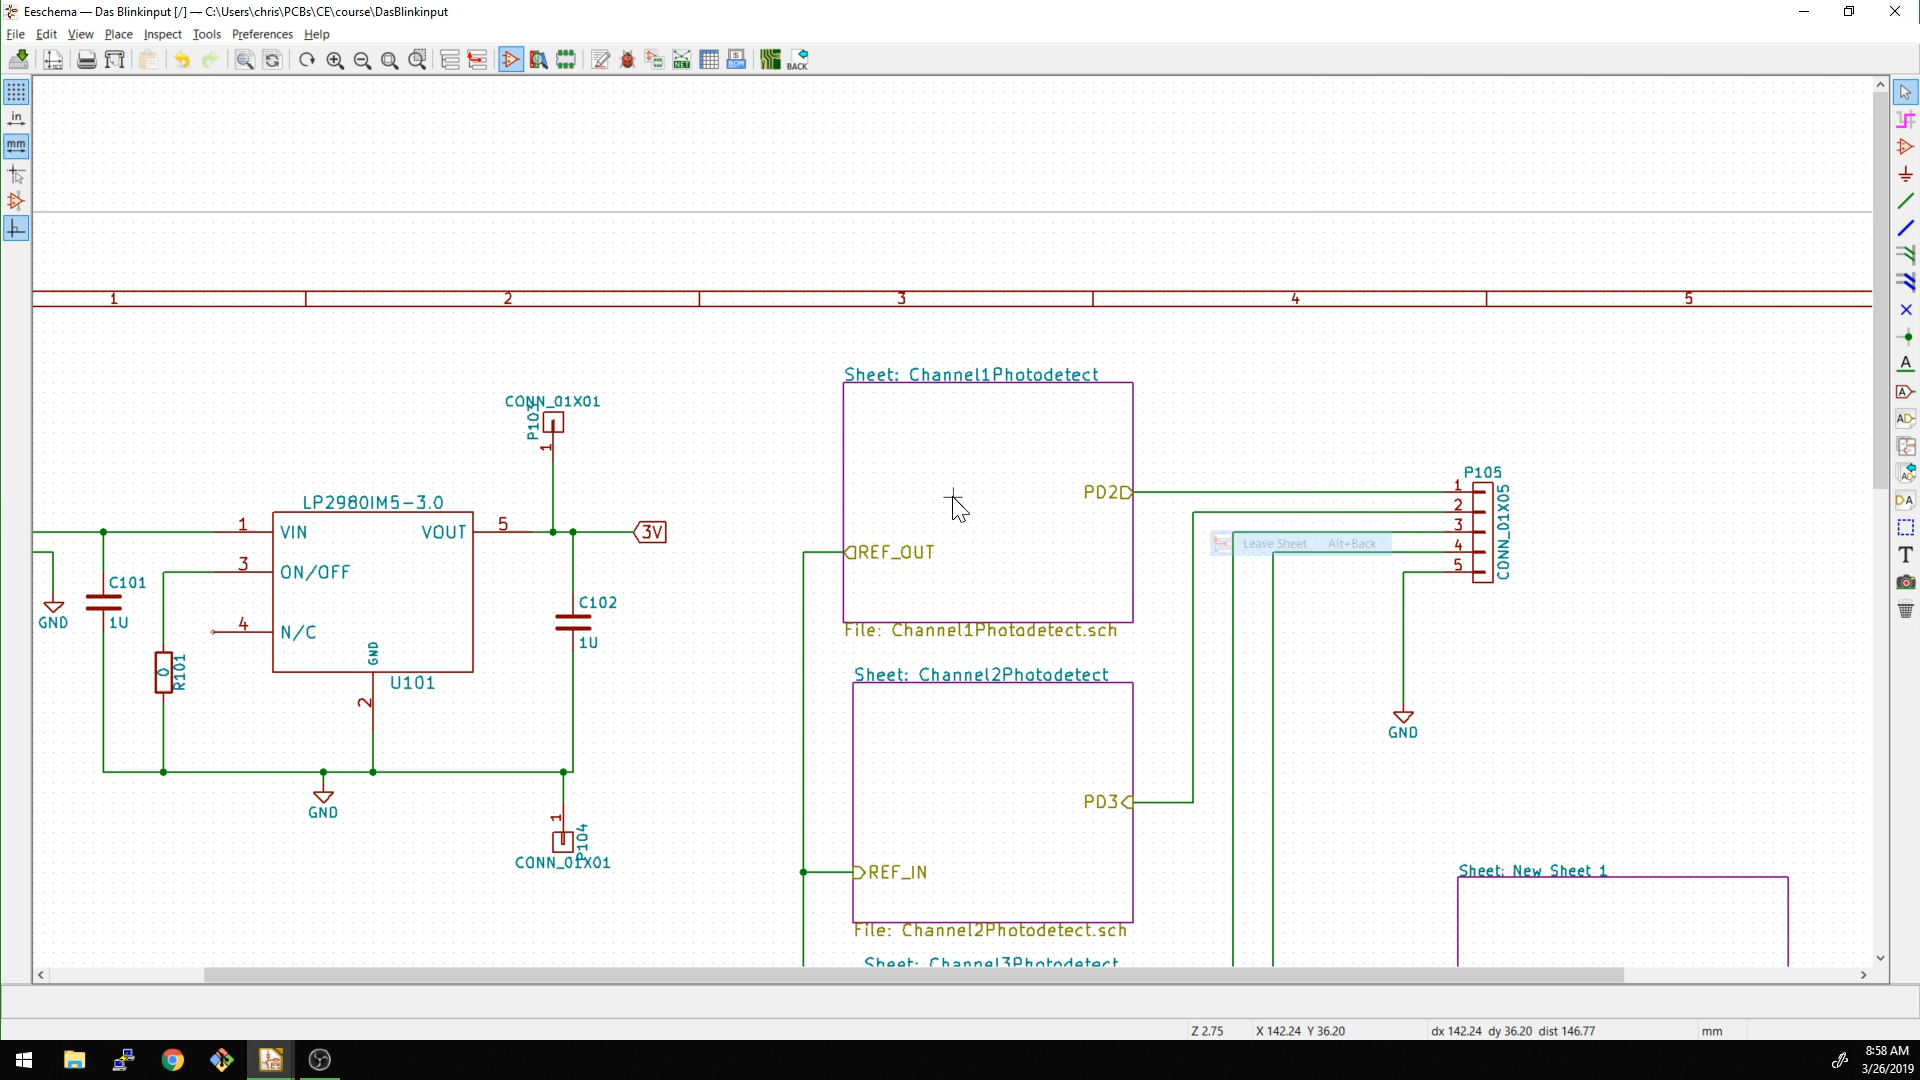 Eeschema — Das Blinkinput [/] — C:\Users\chris\PCBs\CE\course\DasBlinkinput
File Edit View Place Inspect Tools Preferences Help
NET
BOM
BACK
in
mm
1 2 3 4 5
Sheet: Channel1Photodetect
PD2
REF_OUT
File: Channel1Photodetect.sch
Sheet: Channel2Photodetect
PD3
REF_IN
File: Channel2Photodetect.sch
Sheet: Channel3Photodetect
CONN_01X01
P103
1
LP2980IM5-3.0
1 VIN
VOUT 5
3V
3 ON/OFF
4 N/C
GND
2
U101
C101
1U
GND
0
R101
C102
1U
GND
1
P104
CONN_01X01
P105
1
2
3
4
5
CONN_01X05
Leave Sheet Alt+Back
GND
Sheet: New Sheet 1
A
A
AD
A
DA
T
Z 2.75 X 142.24 Y 36.20 dx 142.24 dy 36.20 dist 146.77 mm
8:58 AM
3/26/2019